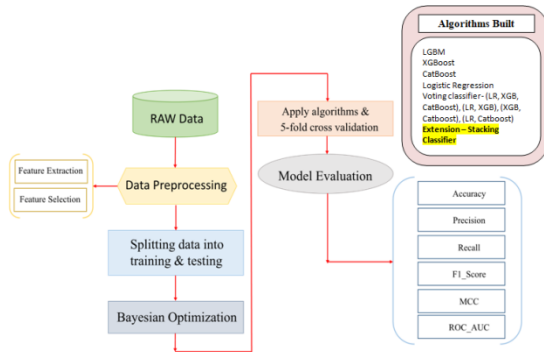 RAW Data
Feature Extraction
Feature Selection
Data Preprocessing
Splitting data into
training & testing
Bayesian Optimization
Apply algorithms &
5-fold cross validation
Model Evaluation
Algorithms Built
LGBM
XGBoost
CatBoost
Logistic Regression
Voting classifier- (LR, XGB,
CatBoost), (LR, XGB), (XGB,
Catboost), (LR, Catboost)
Extension – Stacking
Classifier
Accuracy
Precision
Recall
F1_Score
MCC
ROC_AUC